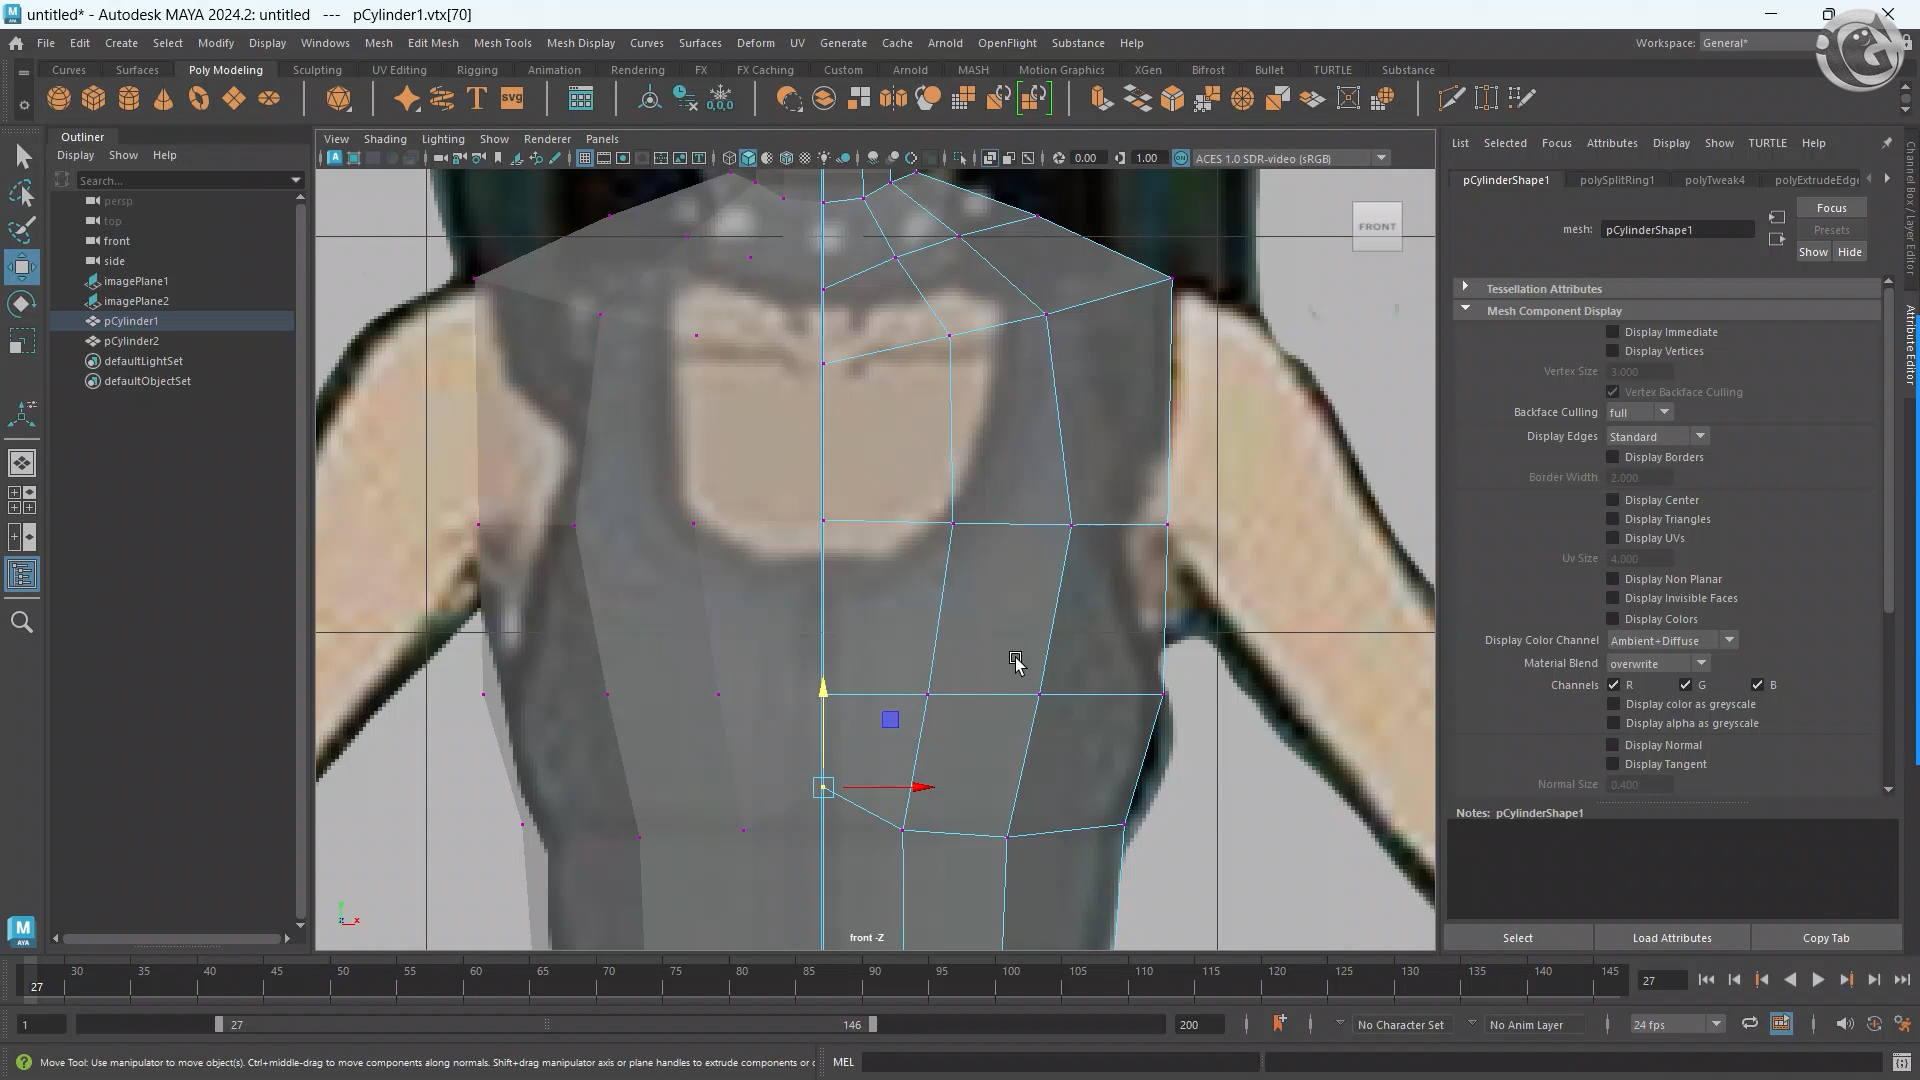 untitled* - Autodesk MAYA 2024.2: untitled --- pCylinder1.vtx[70]
File Edit Create Select Modify Display Windows Mesh Edit Mesh Mesh Tools Mesh Display Curves Surfaces Deform UV Generate Cache Arnold OpenFlight Substance Help
Workspace: General*
Curves Surfaces Poly Modeling Sculpting UV Editing Rigging Animation Rendering FX FX Caching Custom Arnold MASH Motion Graphics XGen Bifrost Bullet TURTLE Substance
T SVG 0,0,0
Outliner
Display Show Help
Search...
persp
top
front
side
imagePlane1
imagePlane2
pCylinder1
pCylinder2
defaultLightSet
defaultObjectSet
View Shading Lighting Show Renderer Panels
0.00 1.00 ACES 1.0 SDR-video (sRGB)
FRONT
front -Z
y
z x
List Selected Focus Attributes Display Show TURTLE Help
pCylinderShape1 polySplitRing1 polyTweak4 polyExtrudeEdge
mesh: pCylinderShape1
Focus
Presets
Show Hide
Tessellation Attributes
Mesh Component Display
Display Immediate
Display Vertices
Vertex Size 3.000
Vertex Backface Culling
Backface Culling full
Display Edges Standard
Display Borders
Border Width 2.000
Display Center
Display Triangles
Display UVs
Uv Size 4.000
Display Non Planar
Display Invisible Faces
Display Colors
Display Color Channel Ambient+Diffuse
Material Blend overwrite
Channels R G B
Display color as greyscale
Display alpha as greyscale
Display Normal
Display Tangent
Normal Size 0.400
Notes: pCylinderShape1
Select Load Attributes Copy Tab
Channel Box / Layer Editor
Attribute Editor
M
AYA
30 35 40 45 50 55 60 65 70 75 80 85 90 95 100 105 110 115 120 125 130 135 140 145
27
27
1 27 146 200 No Character Set No Anim Layer 24 fps
Move Tool: Use manipulator to move object(s). Ctrl+middle-drag to move components along normals. Shift+drag manipulator axis or plane handles to extrude components or
MEL